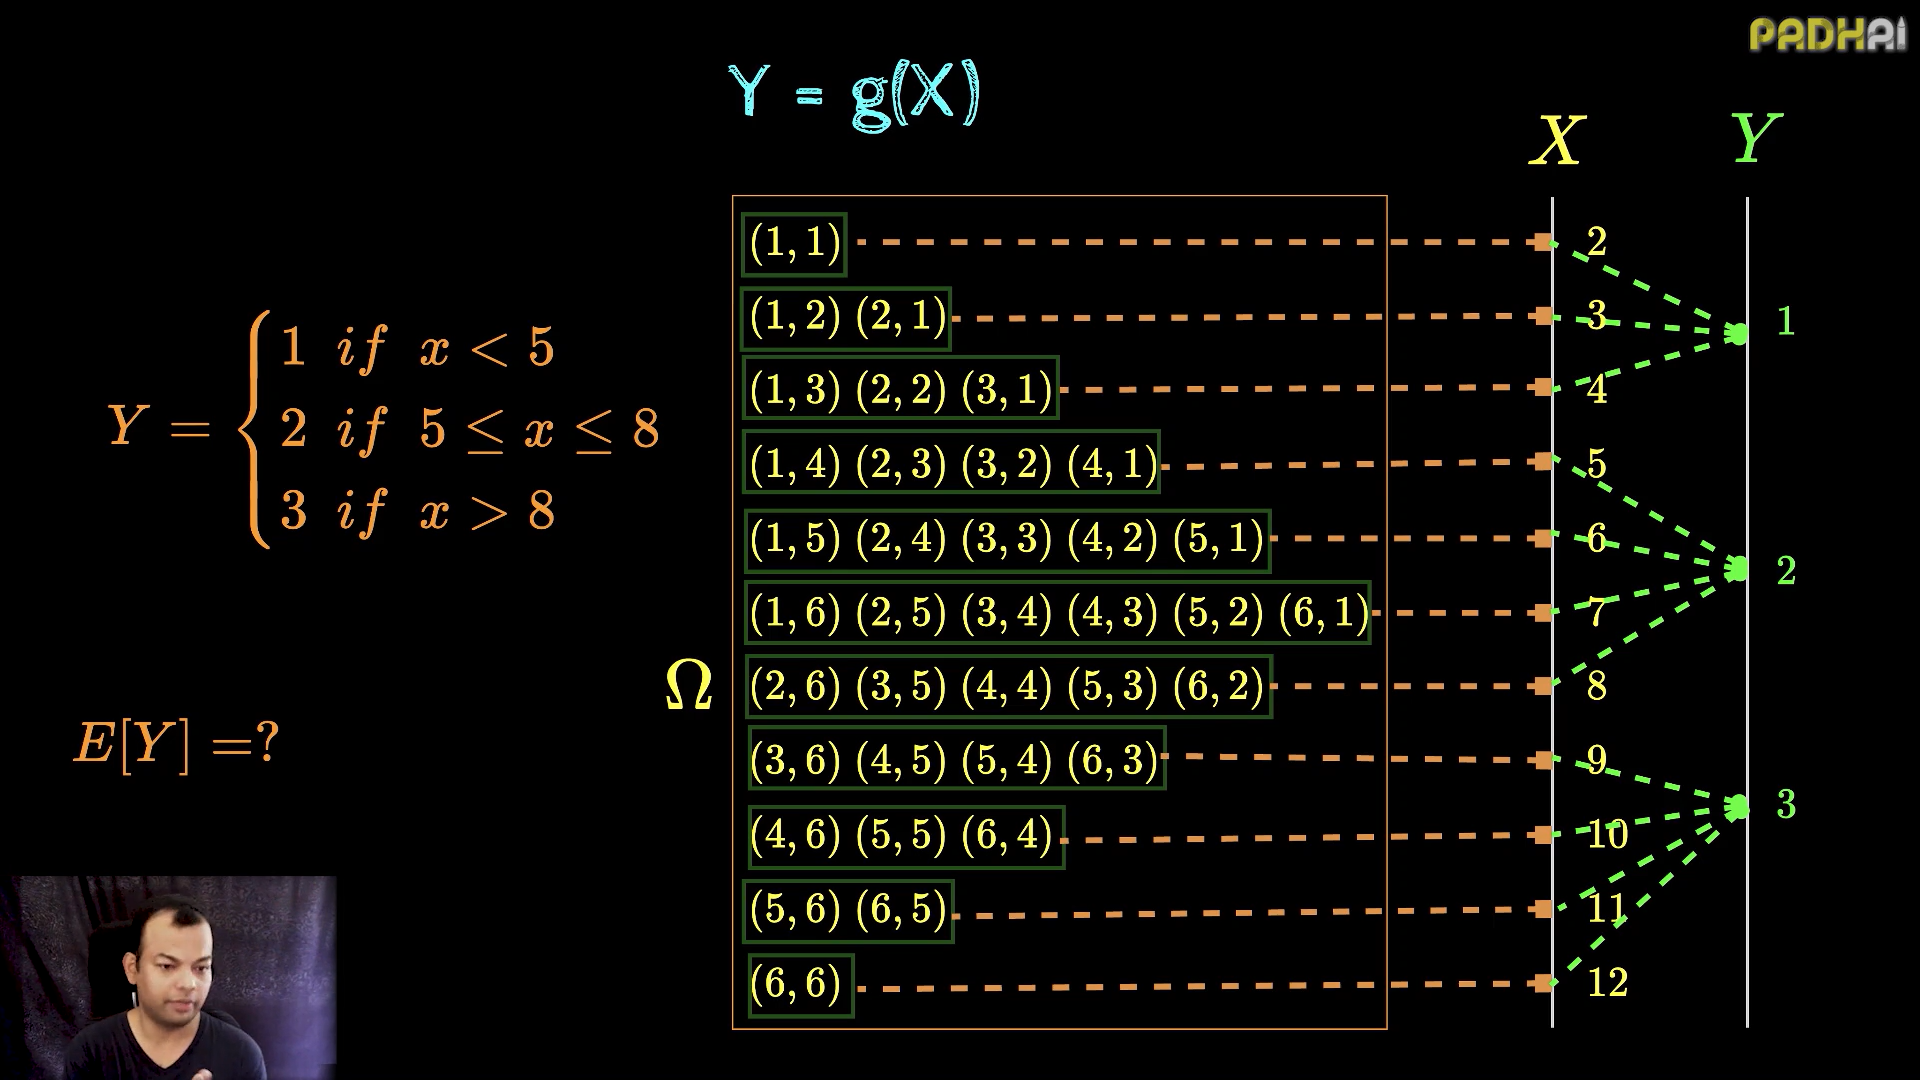 PADHAI
Y = g(X)
X Y
Y = { 1 if x < 5
2 if 5 ≤ x ≤ 8
3 if x > 8
E[Y] =?
Ω
(1, 1) 2
(1, 2) (2, 1) 3
1
(1, 3) (2, 2) (3, 1) 4
(1, 4) (2, 3) (3, 2) (4, 1) 5
(1, 5) (2, 4) (3, 3) (4, 2) (5, 1) 6
2
(1, 6) (2, 5) (3, 4) (4, 3) (5, 2) (6, 1) 7
(2, 6) (3, 5) (4, 4) (5, 3) (6, 2) 8
(3, 6) (4, 5) (5, 4) (6, 3) 9
3
(4, 6) (5, 5) (6, 4) 10
(5, 6) (6, 5) 11
(6, 6) 12